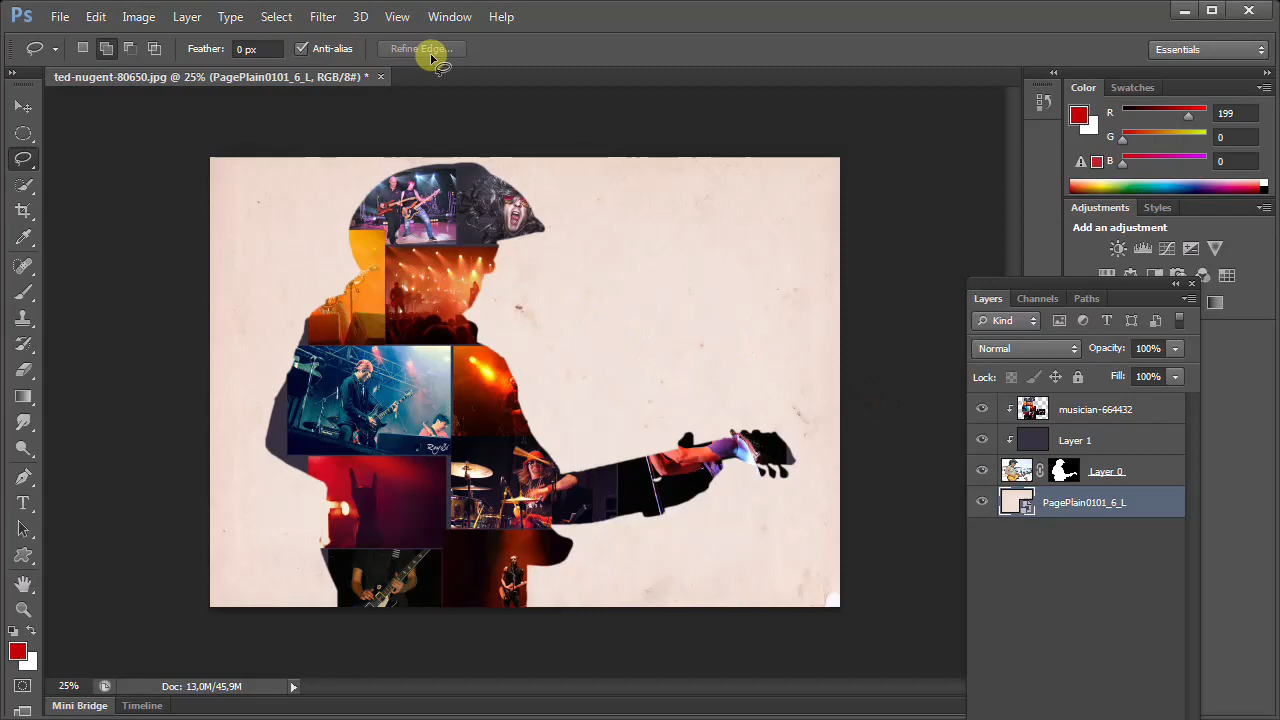 Ps File Edit Image Layer Type Select Filter 3D View Window Help
Feather: 0 px Anti-alias Refine Edge... Essentials
ted-nugent-80650.jpg @ 25% (PagePlain0101_6_L, RGB/8#) * ×
Color Swatches
R 199
G 0
B 0
Adjustments Styles
Add an adjustment
Layers Channels Paths
Kind
Normal Opacity: 100%
Lock: Fill: 100%
musician-664432
Layer 1
Layer 0
PagePlain0101_6_L
25% Doc: 13,0M/45,9M
Mini Bridge Timeline